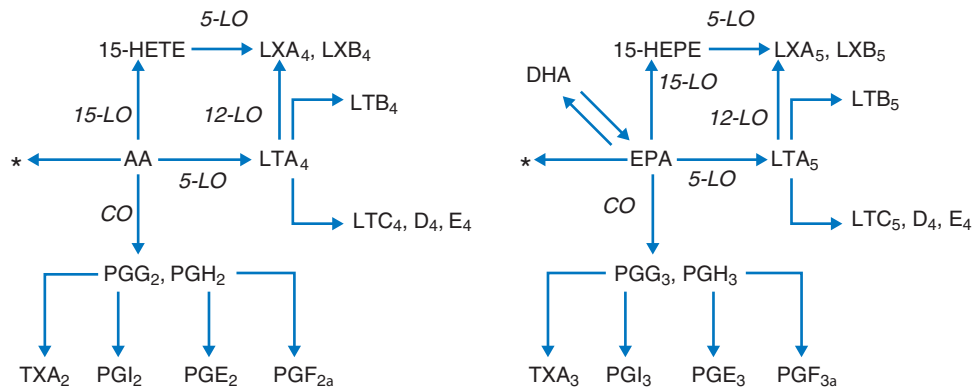 5-LO
15-HETE LXA₄, LXB₄
15-LO 12-LO LTB₄
* AA LTA₄
5-LO
CO
LTC₄, D₄, E₄
PGG₂, PGH₂
TXA₂ PGI₂ PGE₂ PGF₂ₐ
5-LO
15-HEPE LXA₅, LXB₅
DHA
15-LO
12-LO LTB₅
* EPA LTA₅
5-LO
CO
LTC₅, D₄, E₄
PGG₃, PGH₃
TXA₃ PGI₃ PGE₃ PGF₃ₐ